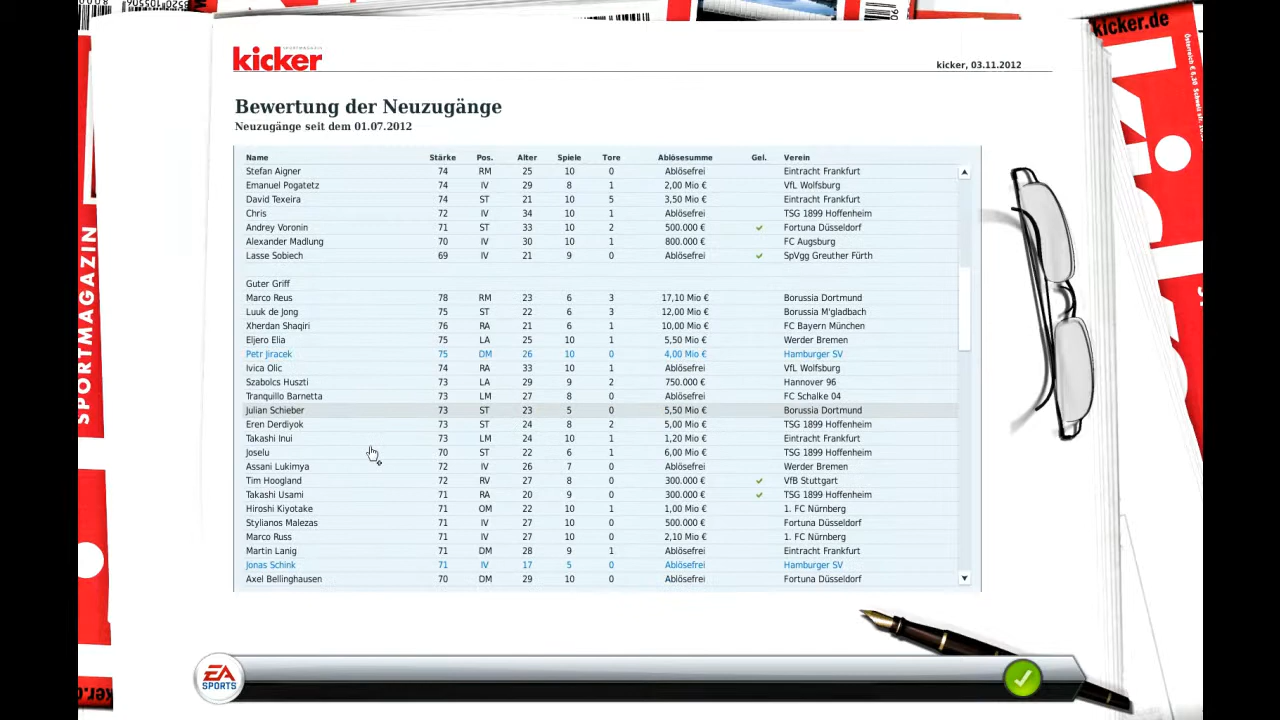 kicker.de
Österreich € 6,30
SPORTMAGAZIN
kicker
SPORTMAGAZIN
kicker, 03.11.2012
Bewertung der Neuzugänge
Neuzugänge seit dem 01.07.2012
Name Stärke Pos. Alter Spiele Tore Ablösesumme Gel. Verein
Stefan Aigner 74 RM 25 10 0 Ablösefrei Eintracht Frankfurt
Emanuel Pogatetz 74 IV 29 8 1 2,00 Mio € VfL Wolfsburg
David Texeira 74 ST 21 10 5 3,50 Mio € Eintracht Frankfurt
Chris 72 IV 34 10 1 Ablösefrei TSG 1899 Hoffenheim
Andrey Voronin 71 ST 33 10 2 500.000 € Fortuna Düsseldorf
Alexander Madlung 70 IV 30 10 1 800.000 € FC Augsburg
Lasse Sobiech 69 IV 21 9 0 Ablösefrei SpVgg Greuther Fürth
Guter Griff
Marco Reus 78 RM 23 6 3 17,10 Mio € Borussia Dortmund
Luuk de Jong 75 ST 22 6 3 12,00 Mio € Borussia M'gladbach
Xherdan Shaqiri 76 RA 21 6 1 10,00 Mio € FC Bayern München
Eljero Elia 75 LA 25 10 1 5,50 Mio € Werder Bremen
Petr Jiracek 75 DM 26 10 0 4,00 Mio € Hamburger SV
Ivica Olic 74 RA 33 10 1 Ablösefrei VfL Wolfsburg
Szabolcs Huszti 73 LA 29 9 2 750.000 € Hannover 96
Tranquillo Barnetta 73 LM 27 8 0 Ablösefrei FC Schalke 04
Julian Schieber 73 ST 23 5 0 5,50 Mio € Borussia Dortmund
Eren Derdiyok 73 ST 24 8 2 5,00 Mio € TSG 1899 Hoffenheim
Takashi Inui 73 LM 24 10 1 1,20 Mio € Eintracht Frankfurt
Joselu 70 ST 22 6 1 6,00 Mio € TSG 1899 Hoffenheim
Assani Lukimya 72 IV 26 7 0 Ablösefrei Werder Bremen
Tim Hoogland 72 RV 27 8 0 300.000 € VfB Stuttgart
Takashi Usami 71 RA 20 9 0 300.000 € TSG 1899 Hoffenheim
Hiroshi Kiyotake 71 OM 22 10 1 1,00 Mio € 1. FC Nürnberg
Stylianos Malezas 71 IV 27 10 0 500.000 € Fortuna Düsseldorf
Marco Russ 71 IV 27 10 0 2,10 Mio € 1. FC Nürnberg
Martin Lanig 71 DM 28 9 1 Ablösefrei Eintracht Frankfurt
Jonas Schink 71 IV 17 5 0 Ablösefrei Hamburger SV
Axel Bellinghausen 70 DM 29 10 0 Ablösefrei Fortuna Düsseldorf
EA
SPORTS